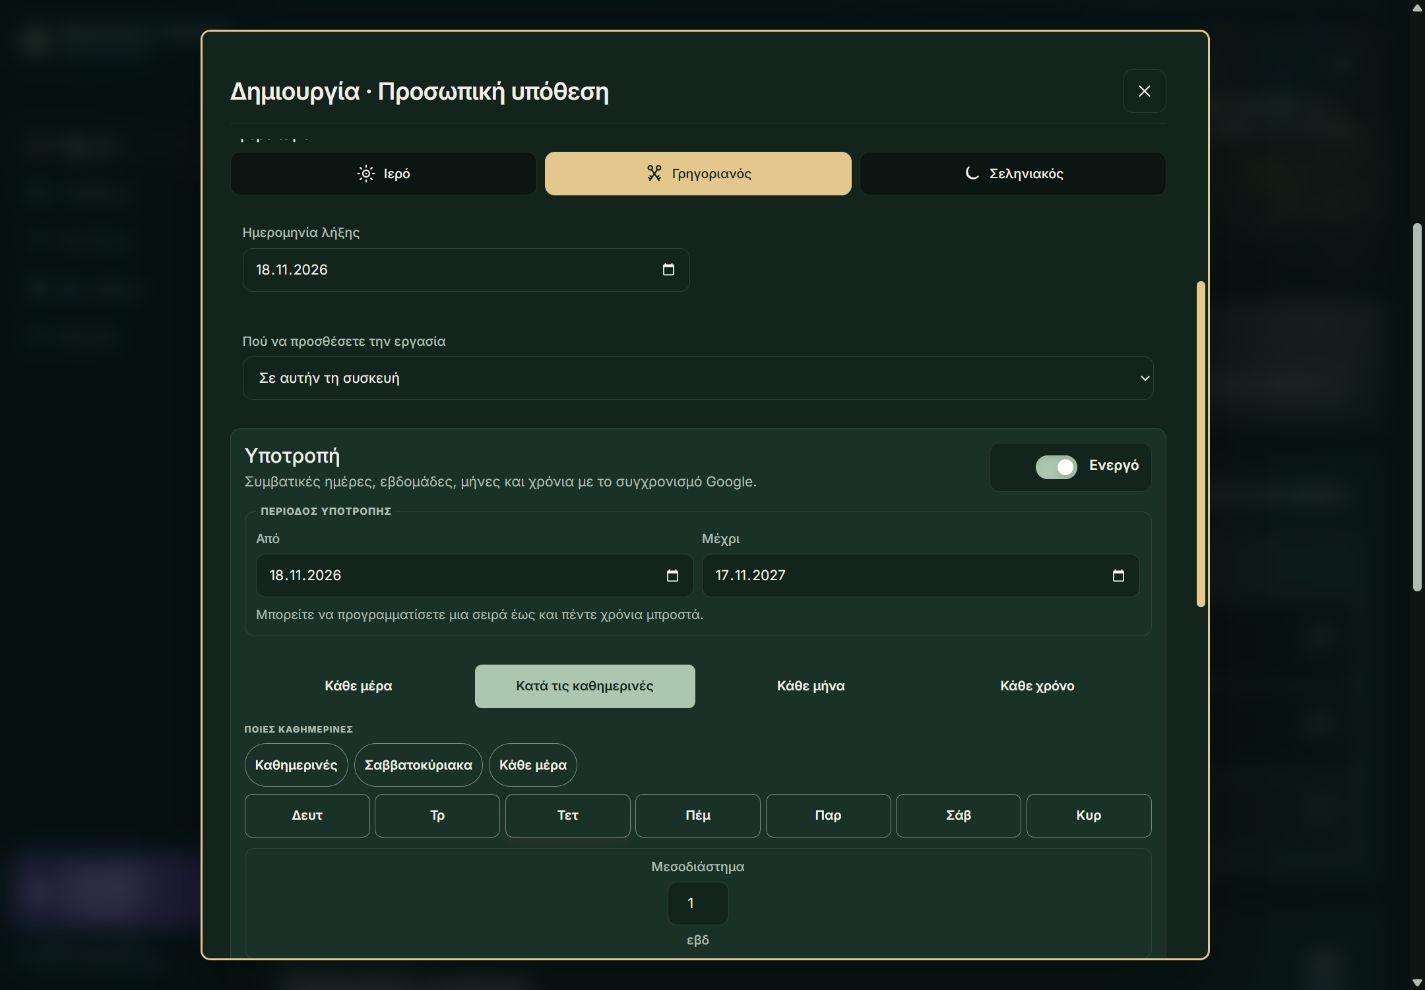 Δημιουργία · Προσωπική υπόθεση
Ιερό
Γρηγοριανός
Σεληνιακός
Ημερομηνία λήξης
18.11.2026
Πού να προσθέσετε την εργασία
Σε αυτήν τη συσκευή
Υποτροπή
Ενεργό
Συμβατικές ημέρες, εβδομάδες, μήνες και χρόνια με το συγχρονισμό Google.
ΠΕΡΙΟΔΟΣ ΥΠΟΤΡΟΠΗΣ
Από
Μέχρι
18.11.2026
17.11.2027
Μπορείτε να προγραμματίσετε μια σειρά έως και πέντε χρόνια μπροστά.
Κάθε μέρα
Κατά τις καθημερινές
Κάθε μήνα
Κάθε χρόνο
ΠΟΙΕΣ ΚΑΘΗΜΕΡΙΝΕΣ
Καθημερινές
Σαββατοκύριακα
Κάθε μέρα
Δευτ
Τρ
Τετ
Πέμ
Παρ
Σάβ
Κυρ
Μεσοδιάστημα
1
εβδ